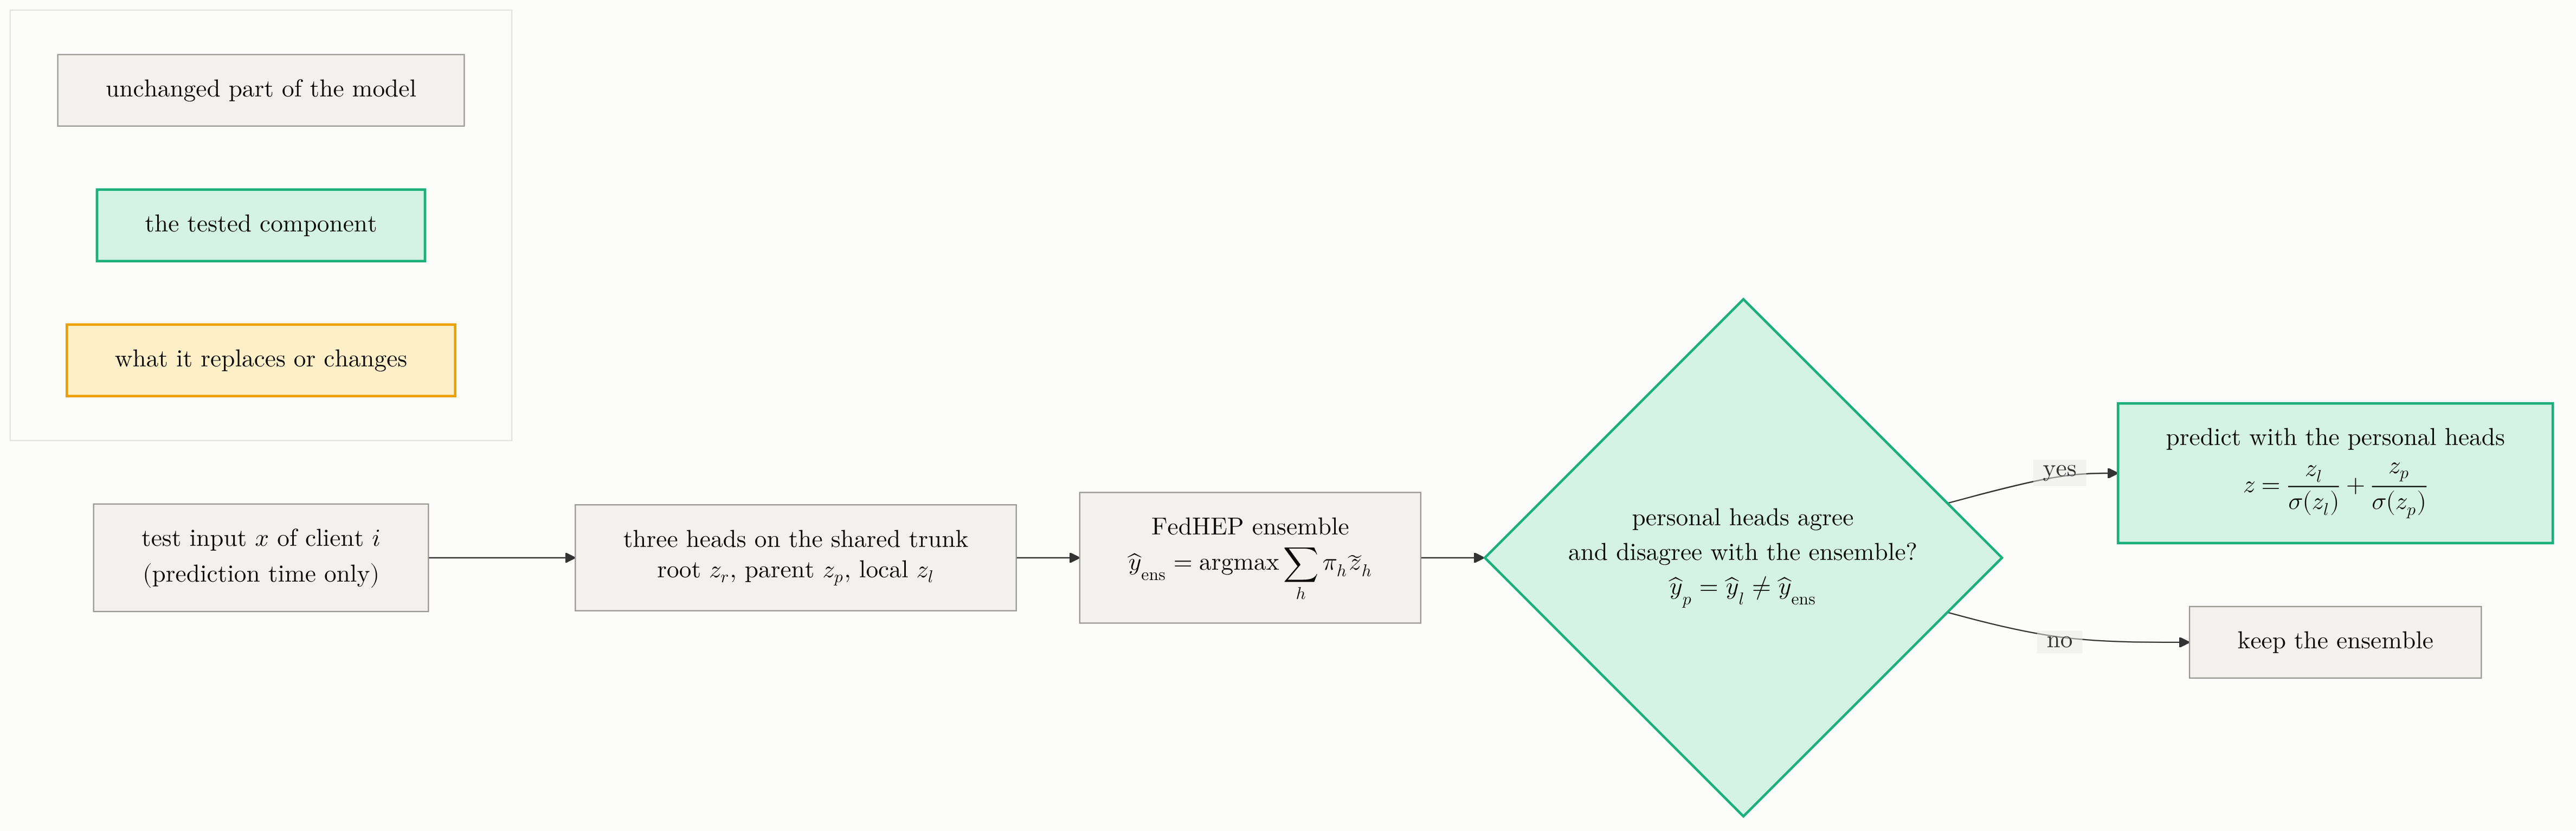 unchanged part of the model
the tested component
what it replaces or changes
test input x of client i
(prediction time only)
three heads on the shared trunk
root z_r, parent z_p, local z_l
FedHEP ensemble
ŷ_ens = argmax ∑_h π_h z̃_h
personal heads agree
and disagree with the ensemble?
ŷ_p = ŷ_l ≠ ŷ_ens
yes
predict with the personal heads
z = z_l/σ(z_l) + z_p/σ(z_p)
no
keep the ensemble